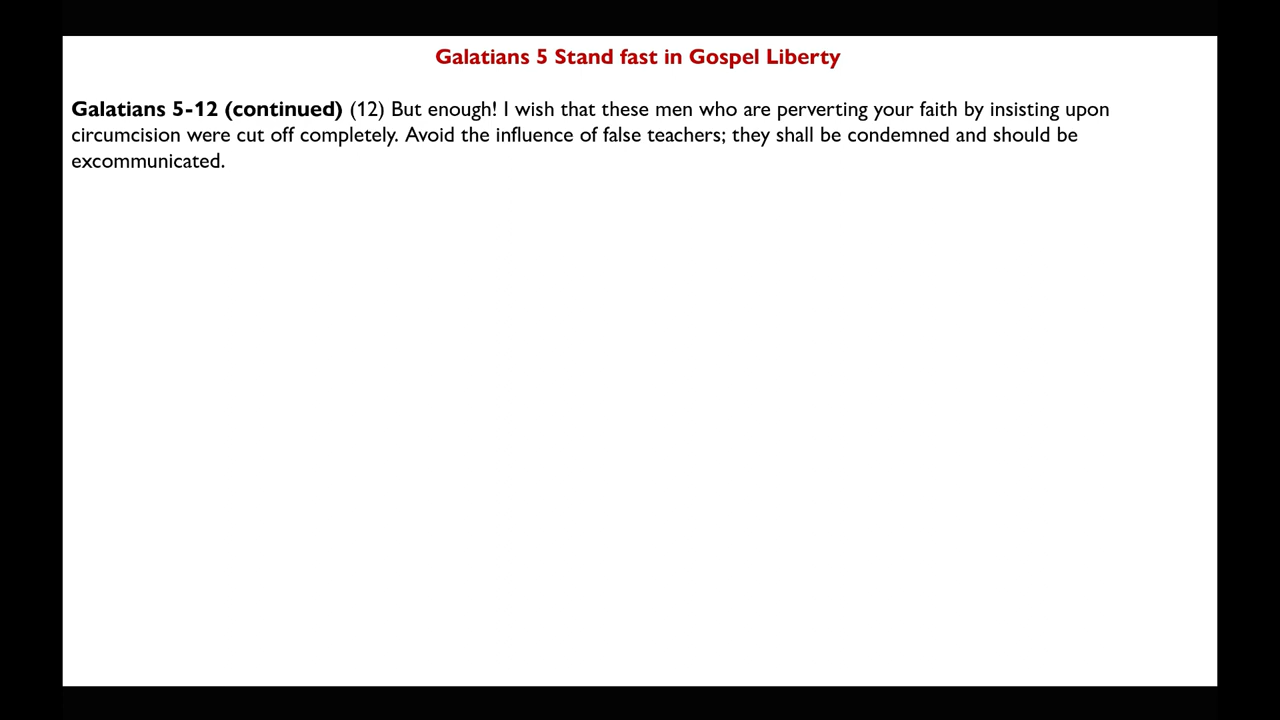 Galatians 5 Stand fast in Gospel Liberty
Galatians 5-12 (continued) (12) But enough! I wish that these men who are perverting your faith by insisting upon
circumcision were cut off completely. Avoid the influence of false teachers; they shall be condemned and should be
excommunicated.